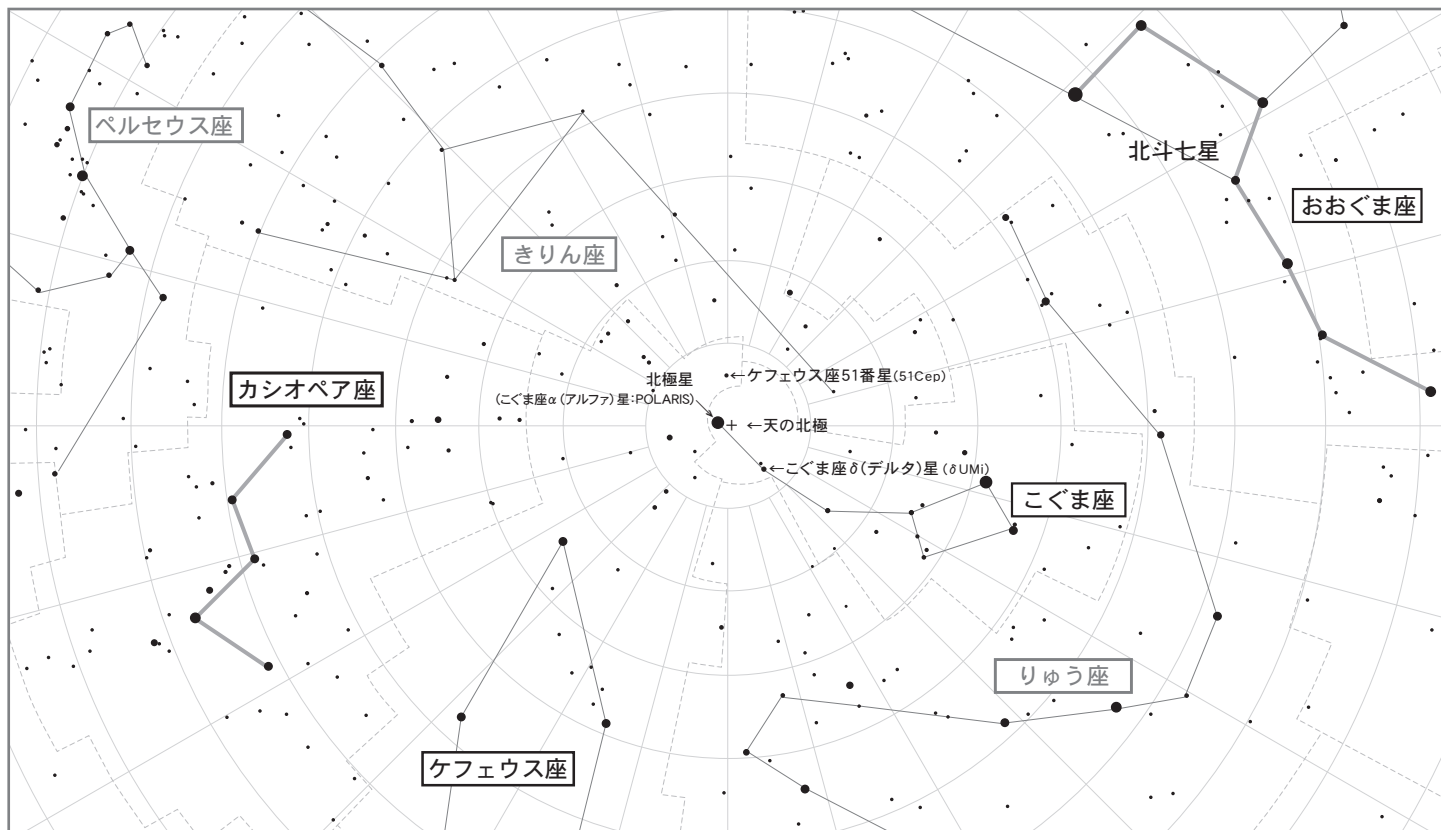 ペルセウス座
北斗七星
おおぐま座
きりん座
カシオペア座
北極星
(こぐま座α(アルファ)星:POLARIS)
←ケフェウス座51番星(51Cep)
+ ←天の北極
←こぐま座δ(デルタ)星(δUMi)
こぐま座
りゅう座
ケフェウス座